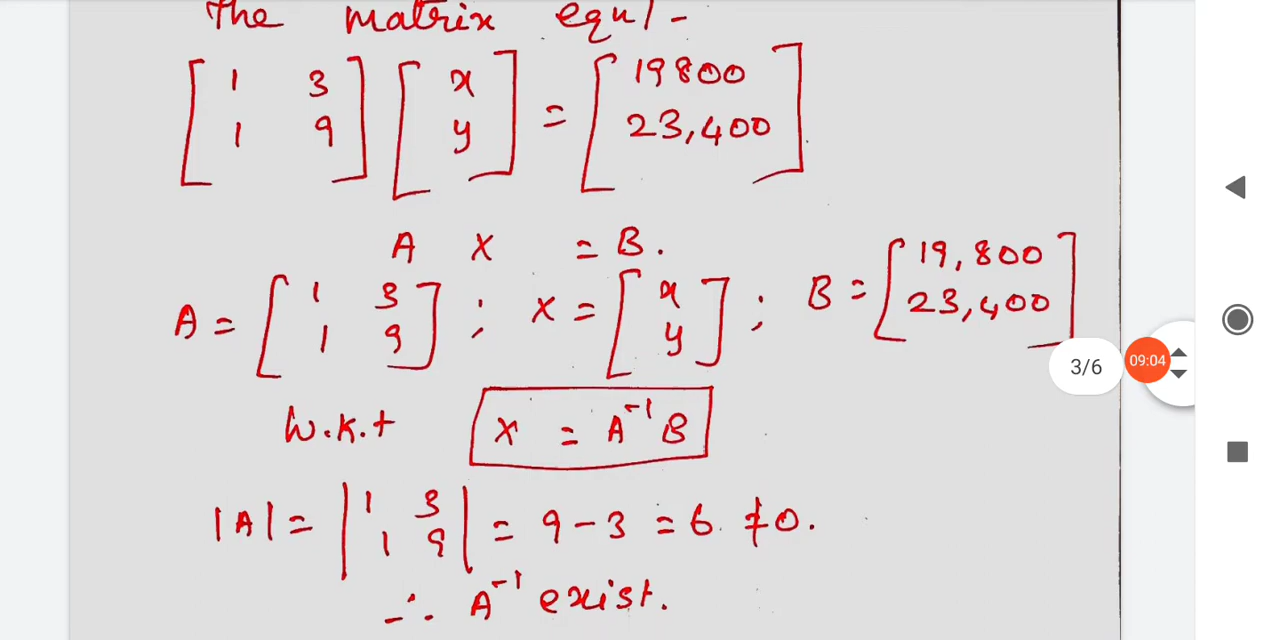 The matrix equ/-
[1 3
1 9] [x
y] = [19800
23,400]
A X = B.
A = [1 3
1 9] ; X = [x
y] ; B = [19,800
23,400]
W.K.t X = A⁻¹ B
|A| = |1 3
1 9| = 9 - 3 = 6 ≠ 0.
∴ A⁻¹ exist.
3/6
09:04